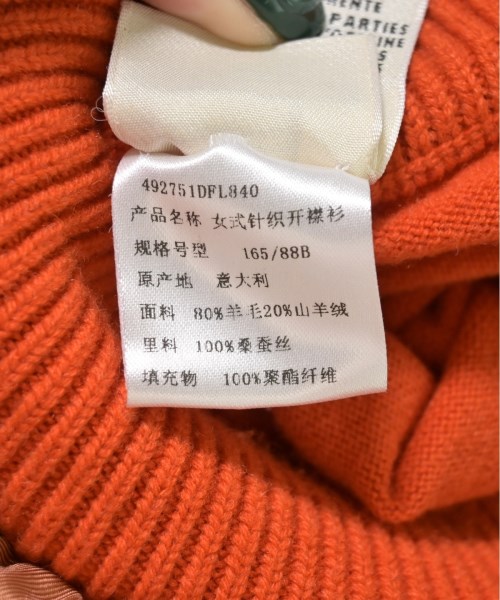 PARTIES
492751DFL840
产品名称 女式针织开襟衫
规格号型 165/88B
原产地 意大利
面料 80%羊毛20%山羊绒
里料 100%桑蚕丝
填充物 100%聚酯纤维